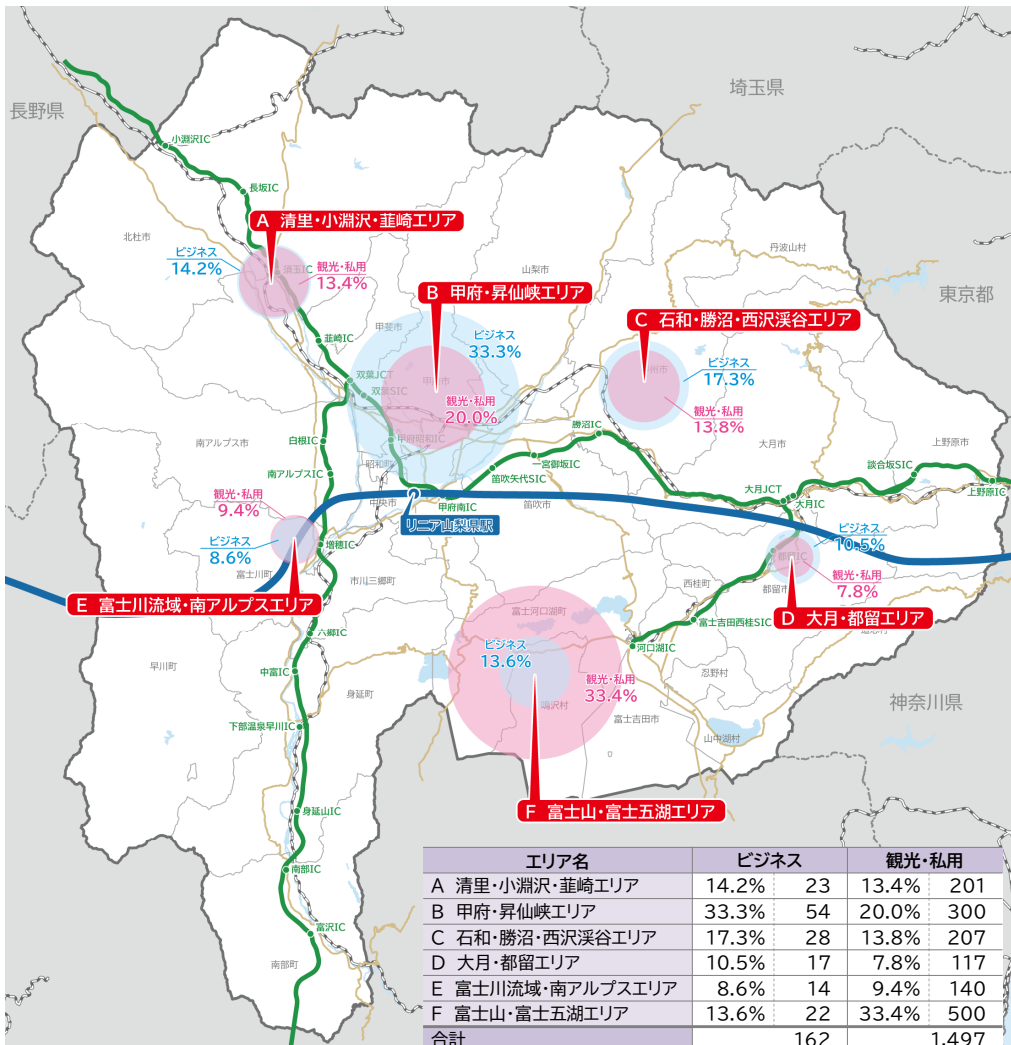 長野県
埼玉県
小淵沢IC
長坂IC
北杜市
A 清里・小淵沢・韮崎エリア
丹波山村
ビジネス
14.2%
須玉IC
観光・私用
13.4%
山梨市
東京都
B 甲府・昇仙峡エリア
C 石和・勝沼・西沢渓谷エリア
甲斐市
韮崎IC
ビジネス
33.3%
双葉JCT
双葉SIC
甲府市
観光・私用
20.0%
甲州市
ビジネス
17.3%
観光・私用
13.8%
南アルプス市
白根IC
甲府昭和IC
勝沼IC
大月市
上野原市
昭和町
一宮御坂IC
談合坂SIC
南アルプスIC
笛吹八代SIC
大月JCT
大月IC
上野原IC
観光・私用
9.4%
中央市
甲府南IC
笛吹市
リニア山梨県駅
ビジネス
8.6%
増穂IC
ビジネス
10.5%
都留IC
観光・私用
7.8%
富士川町
市川三郷町
西桂町
都留市
E 富士川流域・南アルプスエリア
富士河口湖町
D 大月・都留エリア
富士吉田西桂SIC
道志村
六郷IC
ビジネス
13.6%
河口湖IC
早川町
中富IC
忍野村
観光・私用
33.4%
身延町
鳴沢村
神奈川県
下部温泉早川IC
富士吉田市
山中湖村
F 富士山・富士五湖エリア
身延山IC
南部IC
富沢IC
南部町
エリア名 ビジネス 観光・私用
A 清里・小淵沢・韮崎エリア 14.2% 23 13.4% 201
B 甲府・昇仙峡エリア 33.3% 54 20.0% 300
C 石和・勝沼・西沢渓谷エリア 17.3% 28 13.8% 207
D 大月・都留エリア 10.5% 17 7.8% 117
E 富士川流域・南アルプスエリア 8.6% 14 9.4% 140
F 富士山・富士五湖エリア 13.6% 22 33.4% 500
合計 162 1,497